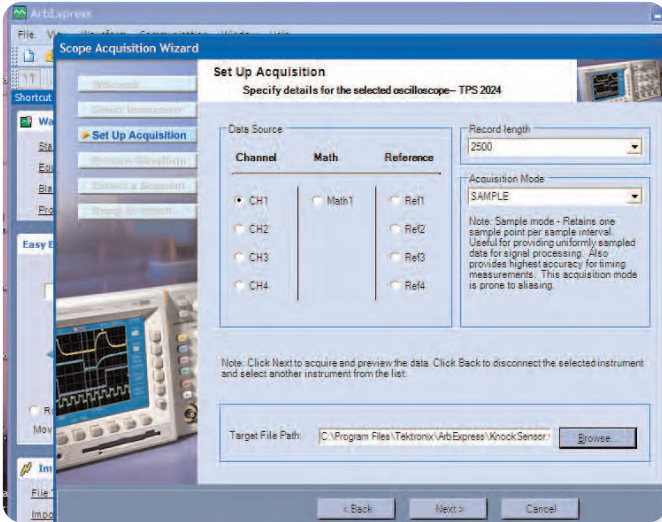 ArbExpress
File
Scope Acquisition Wizard
Set Up Acquisition
Specify details for the selected oscilloscope– TPS 2024
Shortcut
Set Up Acquisition
Data Source
Channel Math Reference
CH1 Math1 Ref1
CH2 Ref2
CH3 Ref3
CH4 Ref4
Record length
2500
Acquisition Mode
SAMPLE
Note: Sample mode - Retains one
sample point per sample interval.
Useful for providing uniformly sampled
data for signal processing. Also
provides highest accuracy for timing
measurements. This acquisition mode
is prone to aliasing.
Easy E
Note: Click Next to acquire and preview the data. Click Back to disconnect the selected instrument
and select another instrument from the list.
Target File Path: C:\Program Files\Tektronix\ArbExpress\KnockSensor.
Browse...
Mov
Im
File
Impo
< Back Next > Cancel